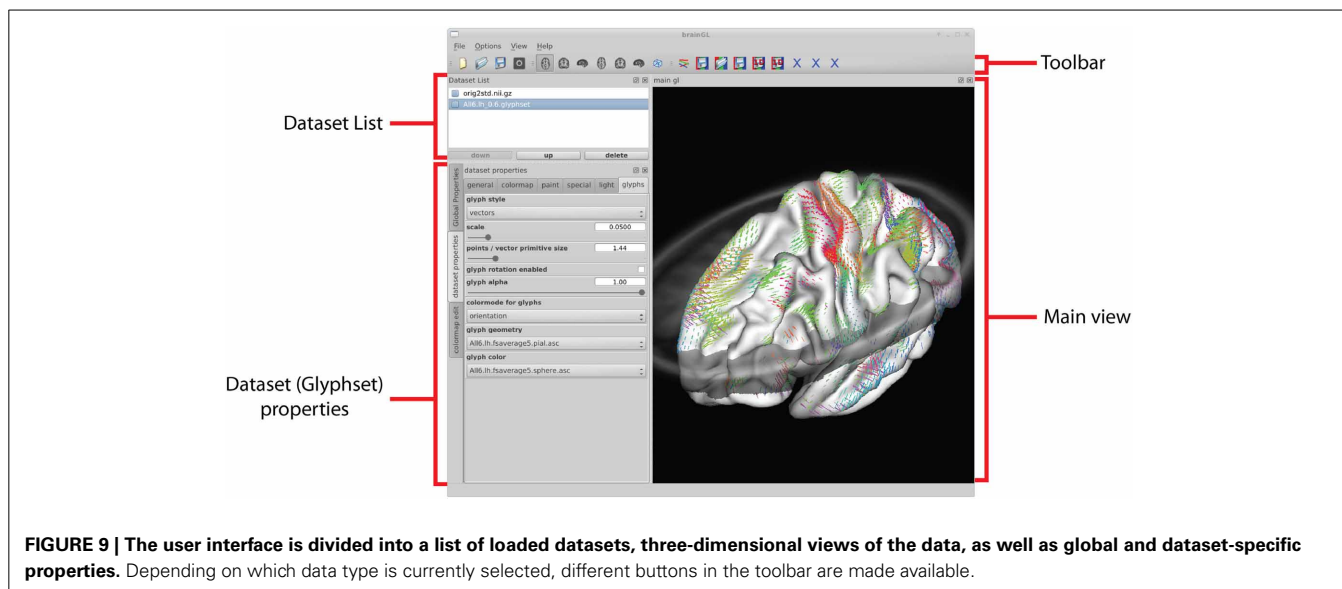 brainGL
File Options View Help
Toolbar
Dataset List
main gl
orig2std.nii.gz
All6.lh_0.6.glyphset
Dataset List
down up delete
dataset properties
Global Properties
general colormap paint special light glyphs
glyph style
vectors
scale 0.0500
points / vector primitive size 1.44
dataset properties
glyph rotation enabled
glyph alpha 1.00
colormode for glyphs
orientation
colormap edit
glyph geometry
All6.lh.fsaverage5.pial.asc
glyph color
All6.lh.fsaverage5.sphere.asc
Main view
Dataset (Glyphset)
properties
FIGURE 9 | The user interface is divided into a list of loaded datasets, three-dimensional views of the data, as well as global and dataset-specific
properties. Depending on which data type is currently selected, different buttons in the toolbar are made available.